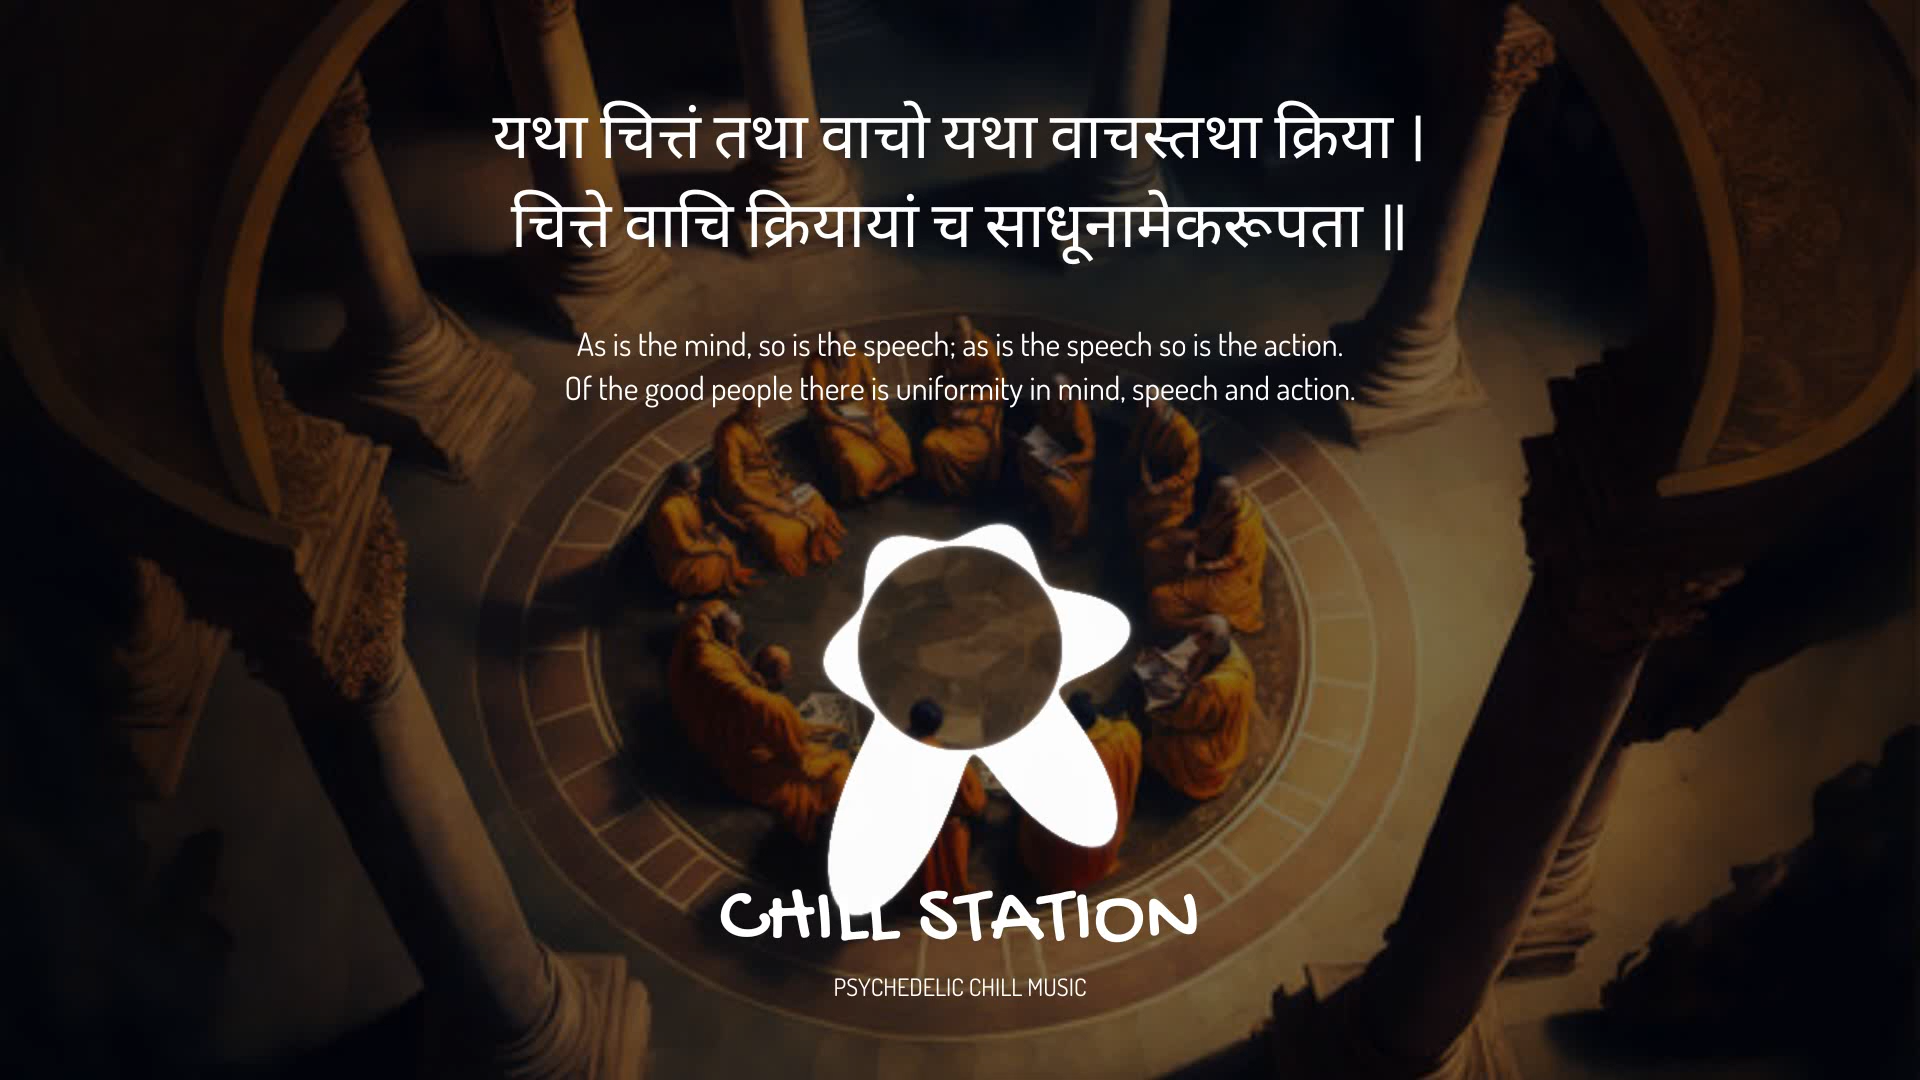 यथा चित्तं तथा वाचो यथा वाचस्तथा क्रिया ।
चित्ते वाचि क्रियायां च साधूनामेकरूपता ॥
As is the mind, so is the speech; as is the speech so is the action.
Of the good people there is uniformity in mind, speech and action.
CHILL STATION
PSYCHEDELIC CHILL MUSIC